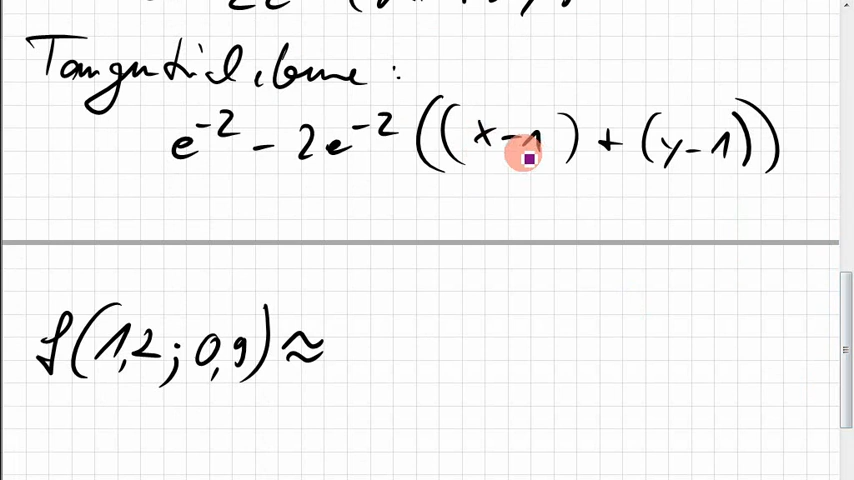 Tangentialebene:
e^{-2} - 2e^{-2} ((x-1) + (y-1))
f(1,2; 0,9) ≈